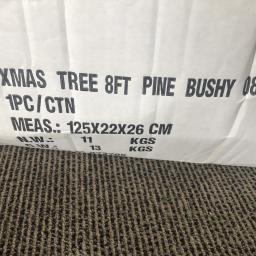 XMAS TREE 8FT PINE BUSHY 08
1PC/CTN
MEAS.: 125X22X26 CM
N.W.: 11 KGS
G.W.: 13 KGS